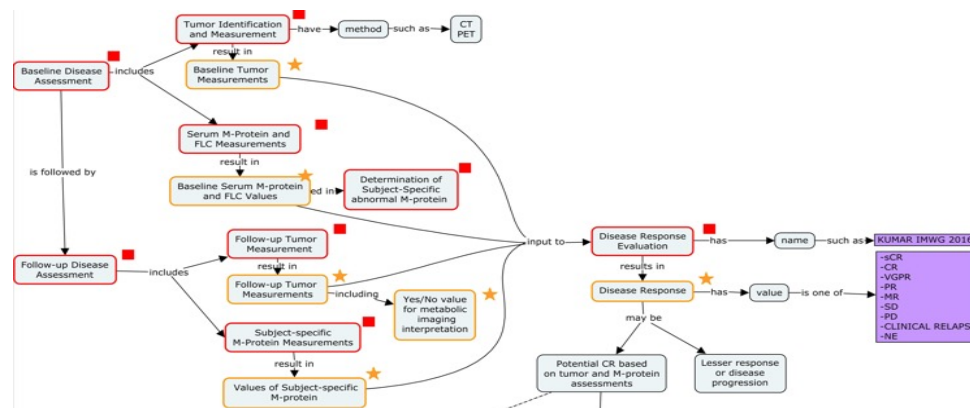 Tumor Identification
and Measurement
have
method
such as
CT
PET
result in
Baseline Disease
Assessment
includes
Baseline Tumor
Measurements
Serum M-Protein and
FLC Measurements
result in
is followed by
Baseline Serum M-protein
and FLC Values
ed in
Determination of
Subject-Specific
abnormal M-protein
Follow-up Tumor
Measurement
input to
Disease Response
Evaluation
has
name
such as
KUMAR IMWG 2016
Follow-up Disease
Assessment
includes
result in
results in
Follow-up Tumor
Measurements
including
Yes/No value
for metabolic
imaging
interpretation
Disease Response
has
value
is one of
-sCR
-CR
-VGPR
-PR
-MR
-SD
-PD
-CLINICAL RELAPS
-NE
Subject-specific
M-Protein Measurements
may be
result in
Values of Subject-specific
M-protein
Potential CR based
on tumor and M-protein
assessments
Lesser response
or disease
progression